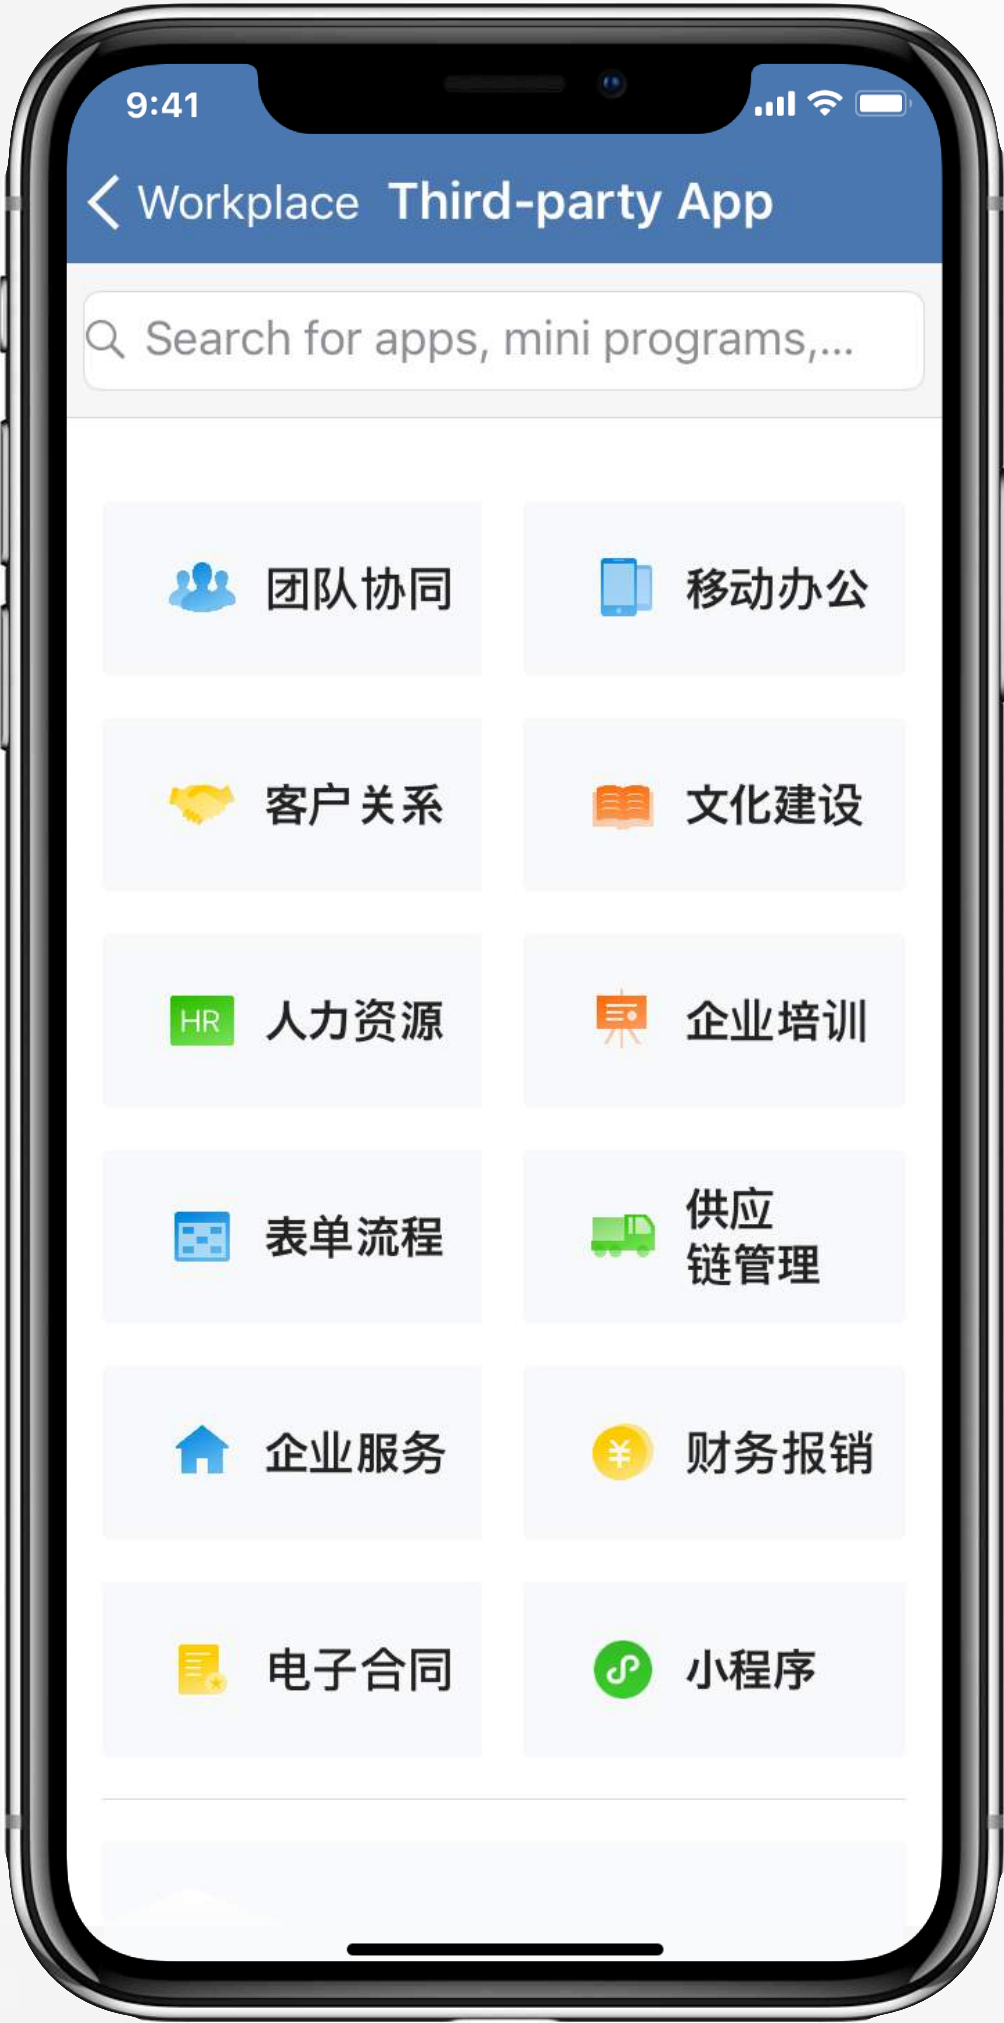 9:41
Workplace Third-party App
Search for apps, mini programs,...
团队协同
移动办公
客户关系
文化建设
HR 人力资源
企业培训
表单流程
供应
链管理
企业服务
¥ 财务报销
电子合同
小程序